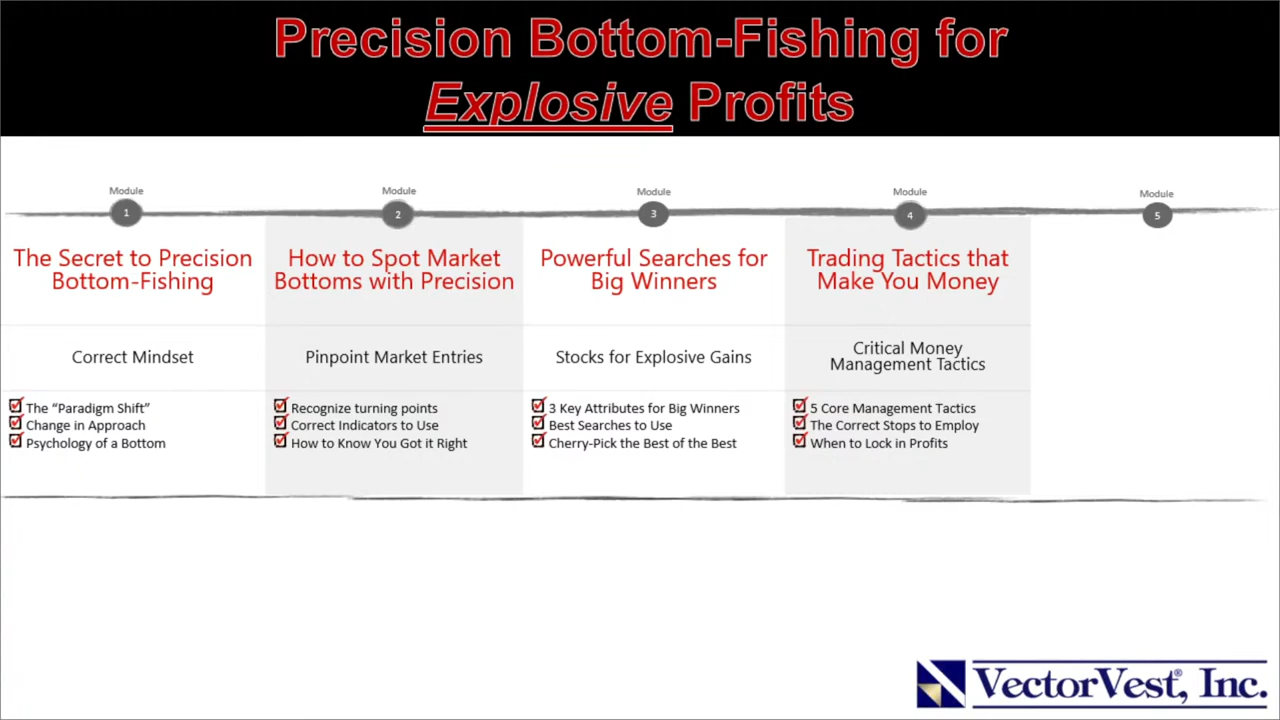 Precision Bottom-Fishing for
Explosive Profits
Module
1
The Secret to Precision
Bottom-Fishing
Correct Mindset
The “Paradigm Shift”
Change in Approach
Psychology of a Bottom
Module
2
How to Spot Market
Bottoms with Precision
Pinpoint Market Entries
Recognize turning points
Correct Indicators to Use
How to Know You Got it Right
Module
3
Powerful Searches for
Big Winners
Stocks for Explosive Gains
3 Key Attributes for Big Winners
Best Searches to Use
Cherry-Pick the Best of the Best
Module
4
Trading Tactics that
Make You Money
Critical Money
Management Tactics
5 Core Management Tactics
The Correct Stops to Employ
When to Lock in Profits
Module
5
VectorVest®, Inc.